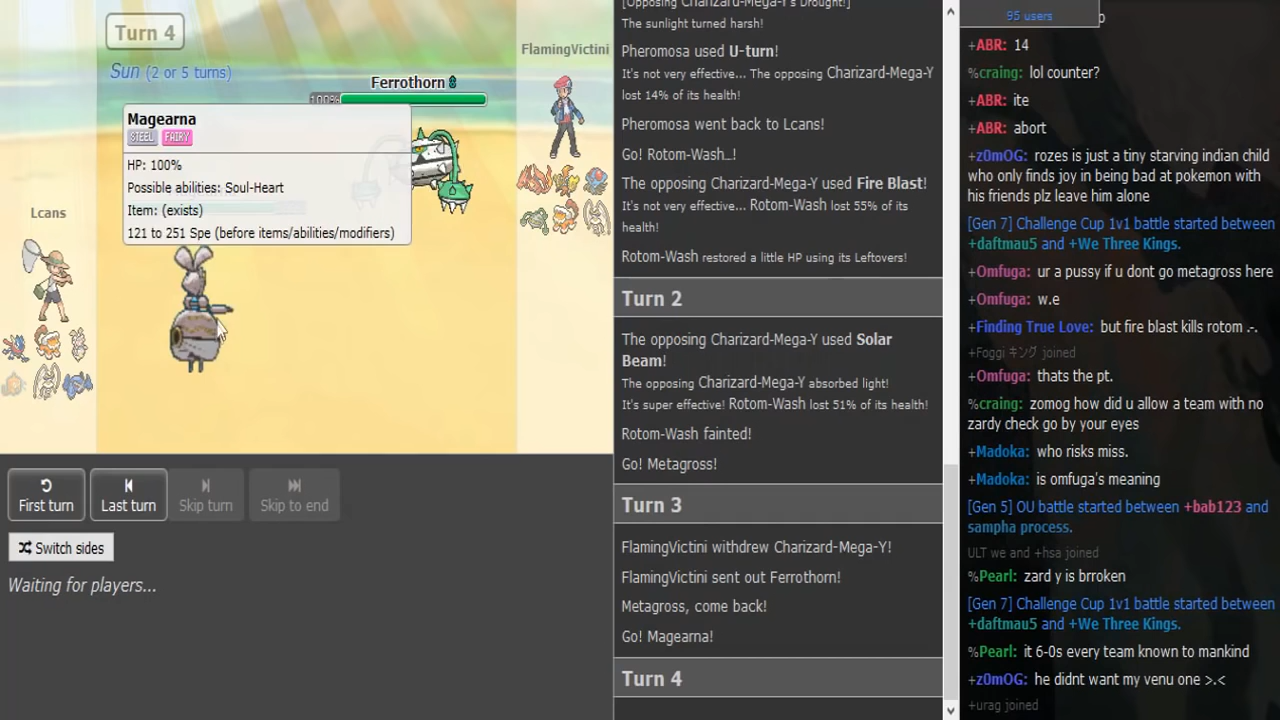 Turn 4
Sun (2 or 5 turns)
FlamingVictini
Ferrothorn
100%
Magearna
STEEL FAIRY
HP: 100%
Possible abilities: Soul-Heart
Item: (exists)
121 to 251 Spe (before items/abilities/modifiers)
Lcans
First turn
Last turn
Skip turn
Skip to end
Switch sides
Waiting for players...
[Opposing Charizard-Mega-Y's Drought!]
The sunlight turned harsh!
Pheromosa used U-turn!
It's not very effective... The opposing Charizard-Mega-Y
lost 14% of its health!
Pheromosa went back to Lcans!
Go! Rotom-Wash_!
The opposing Charizard-Mega-Y used Fire Blast!
It's not very effective... Rotom-Wash lost 55% of its
health!
Rotom-Wash restored a little HP using its Leftovers!
Turn 2
The opposing Charizard-Mega-Y used Solar
Beam!
The opposing Charizard-Mega-Y absorbed light!
It's super effective! Rotom-Wash lost 51% of its health!
Rotom-Wash fainted!
Go! Metagross!
Turn 3
FlamingVictini withdrew Charizard-Mega-Y!
FlamingVictini sent out Ferrothorn!
Metagross, come back!
Go! Magearna!
Turn 4
95 users
+ABR: 14
%craing: lol counter?
+ABR: ite
+ABR: abort
+z0mOG: rozes is just a tiny starving indian child
who only finds joy in being bad at pokemon with
his friends plz leave him alone
[Gen 7] Challenge Cup 1v1 battle started between
+daftmau5 and +We Three Kings.
+Omfuga: ur a pussy if u dont go metagross here
+Omfuga: w.e
+Finding True Love: but fire blast kills rotom .-.
+Foggi キング joined
+Omfuga: thats the pt.
%craing: zomog how did u allow a team with no
zardy check go by your eyes
+Madoka: who risks miss.
+Madoka: is omfuga's meaning
[Gen 5] OU battle started between +bab123 and
sampha process.
ULT we and +hsa joined
%Pearl: zard y is brroken
[Gen 7] Challenge Cup 1v1 battle started between
+daftmau5 and +We Three Kings.
%Pearl: it 6-0s every team known to mankind
+z0mOG: he didnt want my venu one >.<
+urag joined